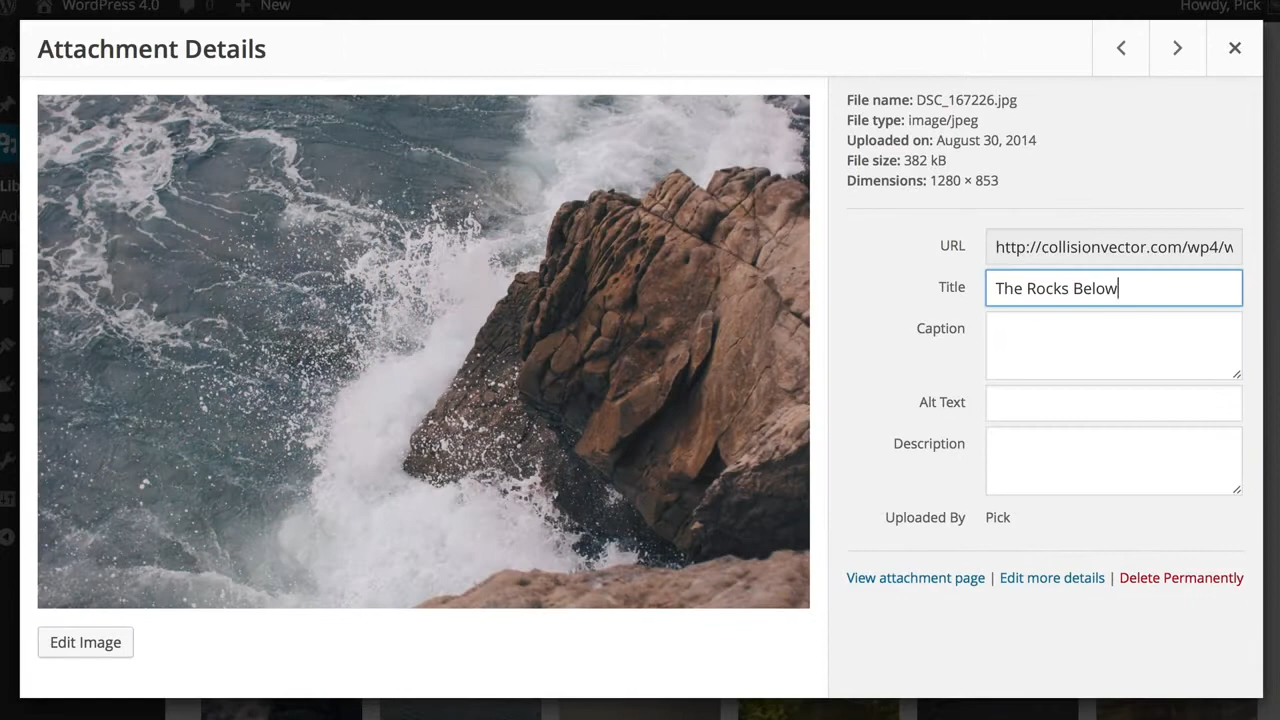 WordPress 4.0 0 New Howdy, Pick
Attachment Details
File name: DSC_167226.jpg
File type: image/jpeg
Uploaded on: August 30, 2014
File size: 382 kB
Dimensions: 1280 × 853
URL http://collisionvector.com/wp4/w
Title The Rocks Below
Caption
Alt Text
Description
Uploaded By Pick
View attachment page | Edit more details | Delete Permanently
Edit Image